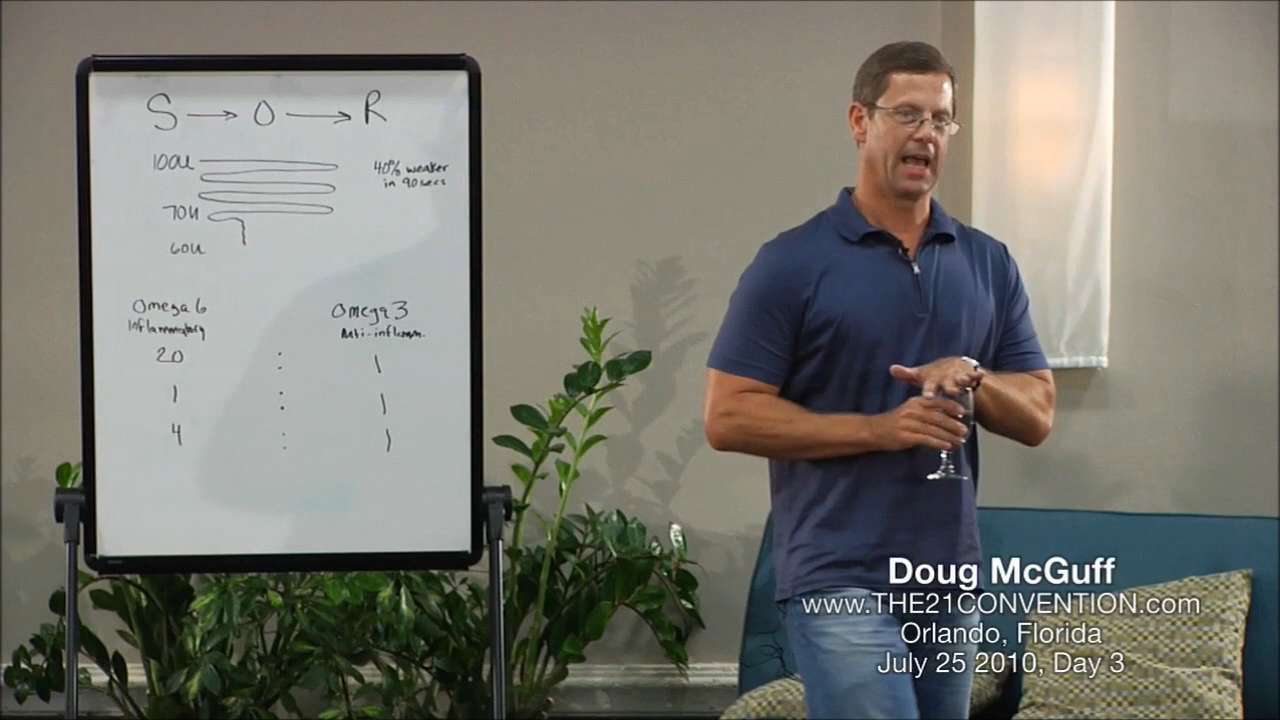 S → O → R
100u
40% weaker
in 90 secs
70u
60u
Omega 6 Omega 3
Inflammatory Anti-inflamm.
20 : 1
1 : 1
4 : 1
Doug McGuff
www.THE21CONVENTION.com
Orlando, Florida
July 25 2010, Day 3